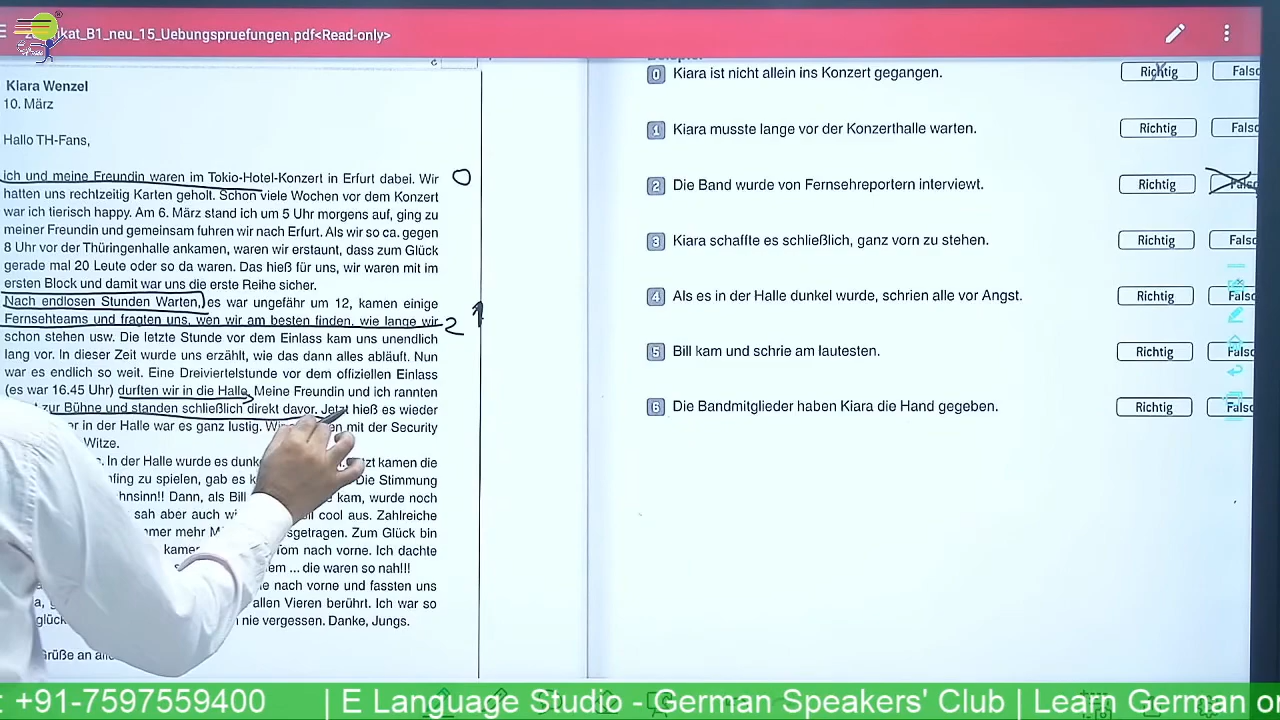 kat_B1_neu_15_Uebungspruefungen.pdf<Read-only>
Klara Wenzel
10. März
Hallo TH-Fans,
ich und meine Freundin waren im Tokio-Hotel-Konzert in Erfurt dabei. Wir
hatten uns rechtzeitig Karten geholt. Schon viele Wochen vor dem Konzert
war ich tierisch happy. Am 6. März stand ich um 5 Uhr morgens auf, ging zu
meiner Freundin und gemeinsam fuhren wir nach Erfurt. Als wir so ca. gegen
8 Uhr vor der Thüringenhalle ankamen, waren wir erstaunt, dass zum Glück
gerade mal 20 Leute oder so da waren. Das hieß für uns, wir waren mit im
ersten Block und damit war uns die erste Reihe sicher.
Nach endlosen Stunden Warten, es war ungefähr um 12, kamen einige
Fernsehteams und fragten uns, wen wir am besten finden, wie lange wir
schon stehen usw. Die letzte Stunde vor dem Einlass kam uns unendlich
lang vor. In dieser Zeit wurde uns erzählt, wie das dann alles abläuft. Nun
war es endlich so weit. Eine Dreiviertelstunde vor dem offiziellen Einlass
(es war 16.45 Uhr) durften wir in die Halle. Meine Freundin und ich rannten
zur Bühne und standen schließlich direkt davor. Jetzt hieß es wieder
in der Halle war es ganz lustig. mit der Security
Witze.
In der Halle wurde es kamen die
zu spielen, gab es Die Stimmung
Dann, als Bill kam, wurde noch
sah aber auch cool aus. Zahlreiche
mehr Zum Glück bin
Tom nach vorne. Ich dachte
... die waren so nah!!!
nach vorne und fassten uns
allen Vieren berührt. Ich war so
nie vergessen. Danke, Jungs.
Grüße an
0
1
2
0 Kiara ist nicht allein ins Konzert gegangen. Richtig
1 Kiara musste lange vor der Konzerthalle warten. Richtig
2 Die Band wurde von Fernsehreportern interviewt. Richtig
3 Kiara schaffte es schließlich, ganz vorn zu stehen. Richtig
4 Als es in der Halle dunkel wurde, schrien alle vor Angst. Richtig
5 Bill kam und schrie am lautesten. Richtig
6 Die Bandmitglieder haben Kiara die Hand gegeben. Richtig
+91-7597559400 | E Language Studio - German Speakers' Club | Learn German